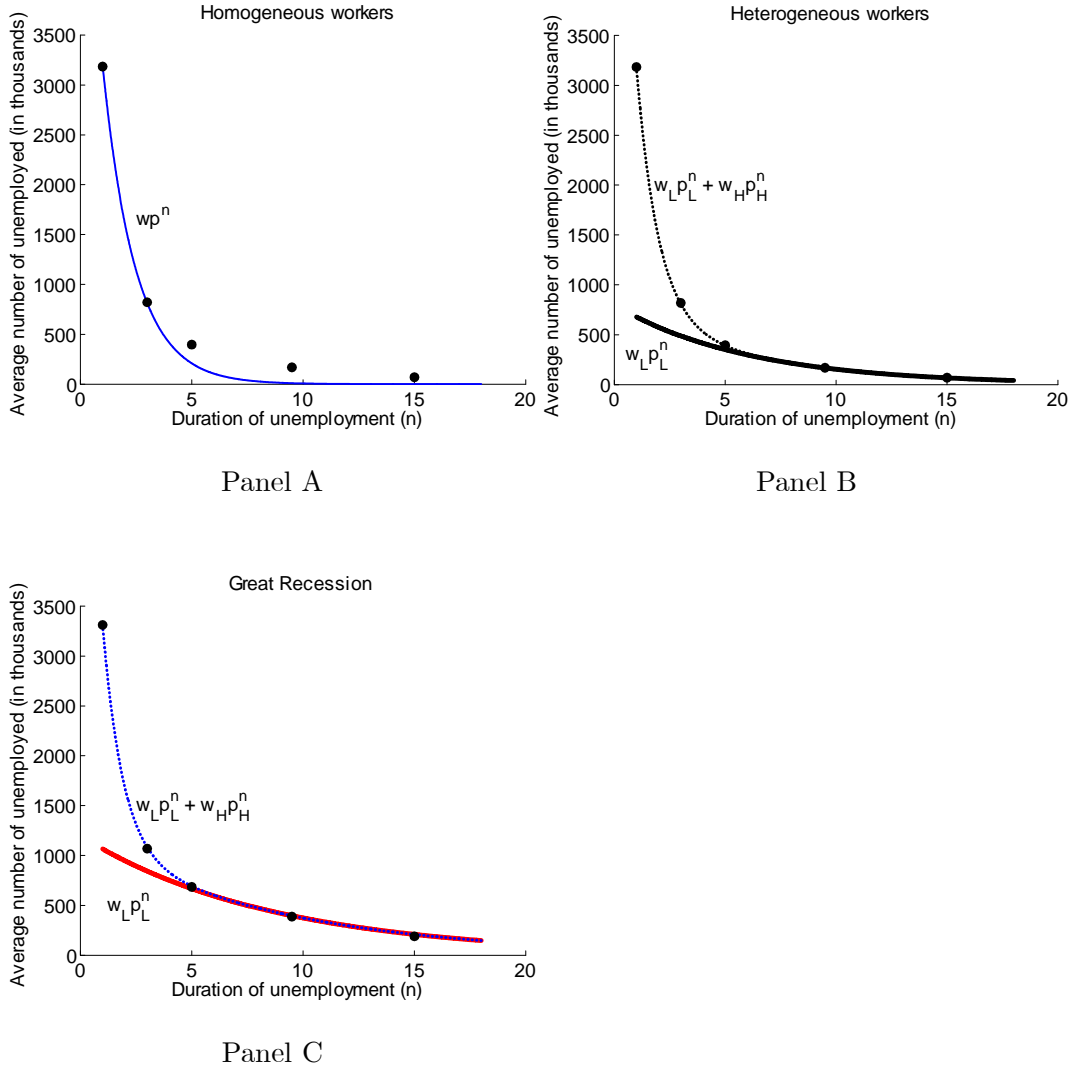 Homogeneous workers
Average number of unemployed (in thousands)
3500
3000
2500
2000
1500
1000
500
0
wp^n
0 5 10 15 20
Duration of unemployment (n)
Panel A
Heterogeneous workers
Average number of unemployed (in thousands)
3500
3000
2500
2000
1500
1000
500
0
w_L p_L^n + w_H p_H^n
w_L p_L^n
0 5 10 15 20
Duration of unemployment (n)
Panel B
Great Recession
Average number of unemployed (in thousands)
3500
3000
2500
2000
1500
1000
500
0
w_L p_L^n + w_H p_H^n
w_L p_L^n
0 5 10 15 20
Duration of unemployment (n)
Panel C